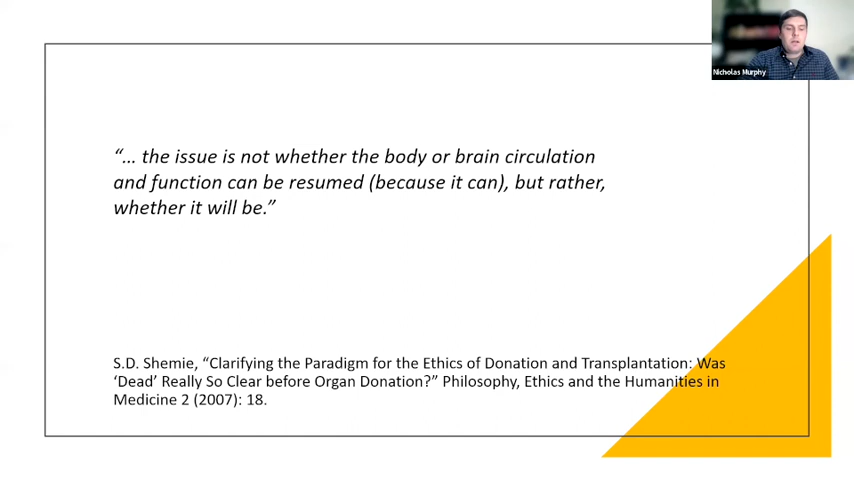 Nicholas Murphy
“… the issue is not whether the body or brain circulation
and function can be resumed (because it can), but rather,
whether it will be.”
S.D. Shemie, “Clarifying the Paradigm for the Ethics of Donation and Transplantation: Was
‘Dead’ Really So Clear before Organ Donation?” Philosophy, Ethics and the Humanities in
Medicine 2 (2007): 18.